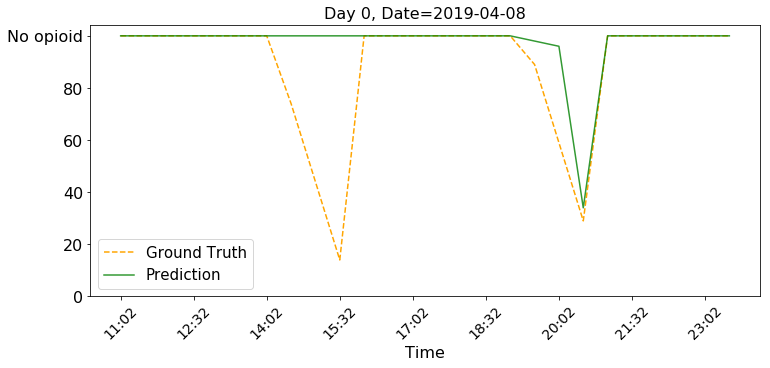 Day 0, Date=2019-04-08
No opioid
80
60
40
20
0
Ground Truth
Prediction
11:02 12:32 14:02 15:32 17:02 18:32 20:02 21:32 23:02
Time